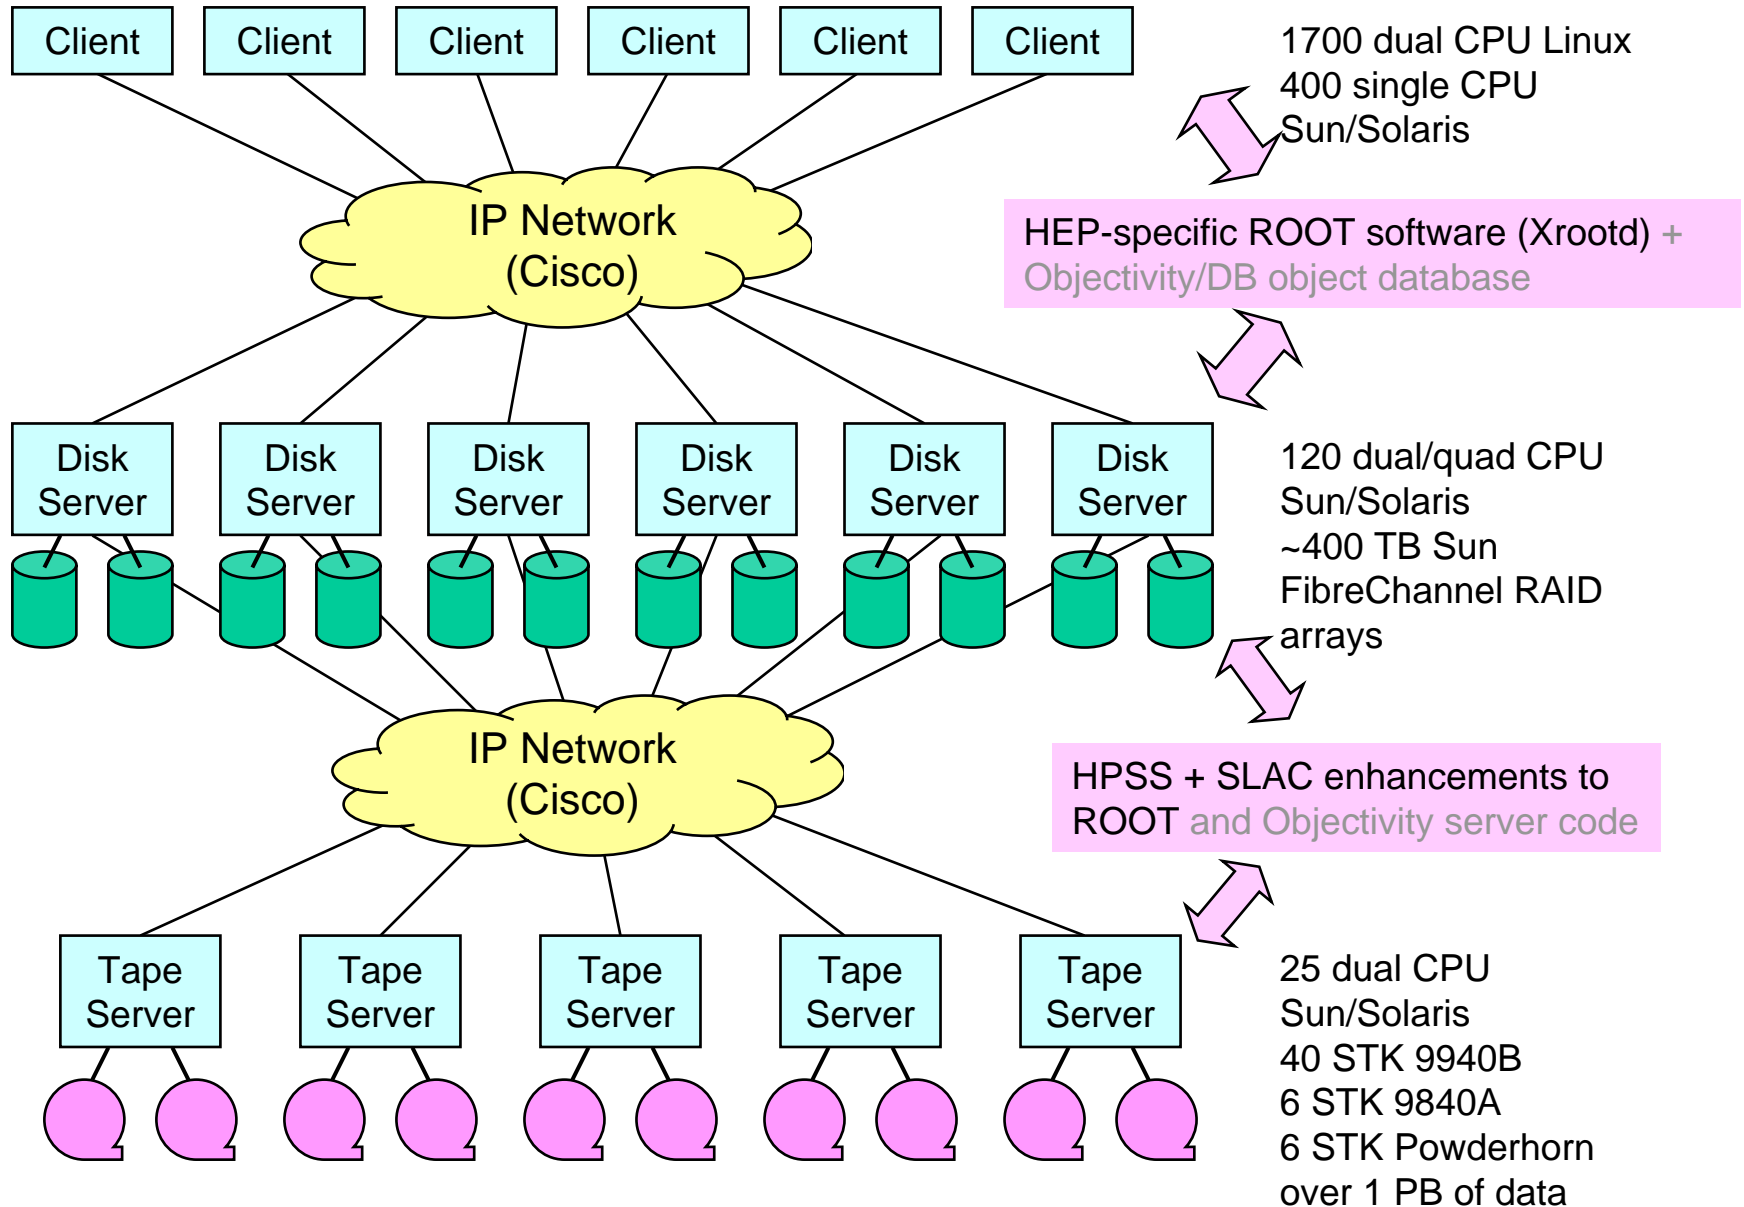 Client
Client
Client
Client
Client
Client
1700 dual CPU Linux
400 single CPU
Sun/Solaris
IP Network
(Cisco)
HEP-specific ROOT software (Xrootd) +
Objectivity/DB object database
Disk
Server
Disk
Server
Disk
Server
Disk
Server
Disk
Server
Disk
Server
120 dual/quad CPU
Sun/Solaris
~400 TB Sun
FibreChannel RAID
arrays
IP Network
(Cisco)
HPSS + SLAC enhancements to
ROOT and Objectivity server code
Tape
Server
Tape
Server
Tape
Server
Tape
Server
Tape
Server
25 dual CPU
Sun/Solaris
40 STK 9940B
6 STK 9840A
6 STK Powderhorn
over 1 PB of data